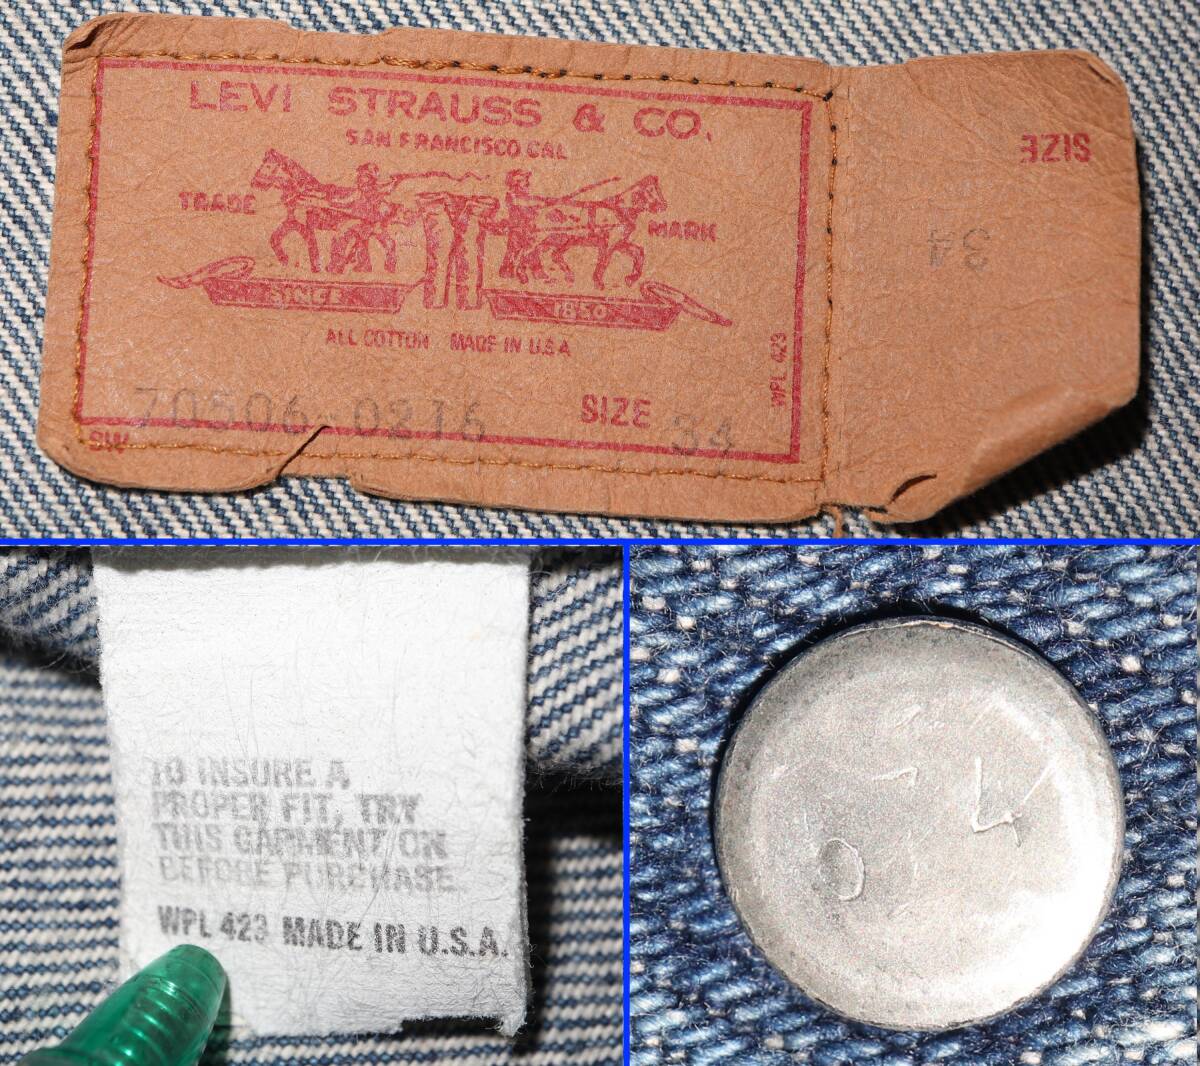 LEVI STRAUSS & CO.
SAN FRANCISCO CAL
TRADE MARK
SINCE 1850
ALL COTTON MADE IN U.S.A
WPL 423
70506-0216 SIZE 34
SW
SIZE
34
TO INSURE A
PROPER FIT, TRY
THIS GARMENT ON
BEFORE PURCHASE
WPL 423 MADE IN U.S.A.